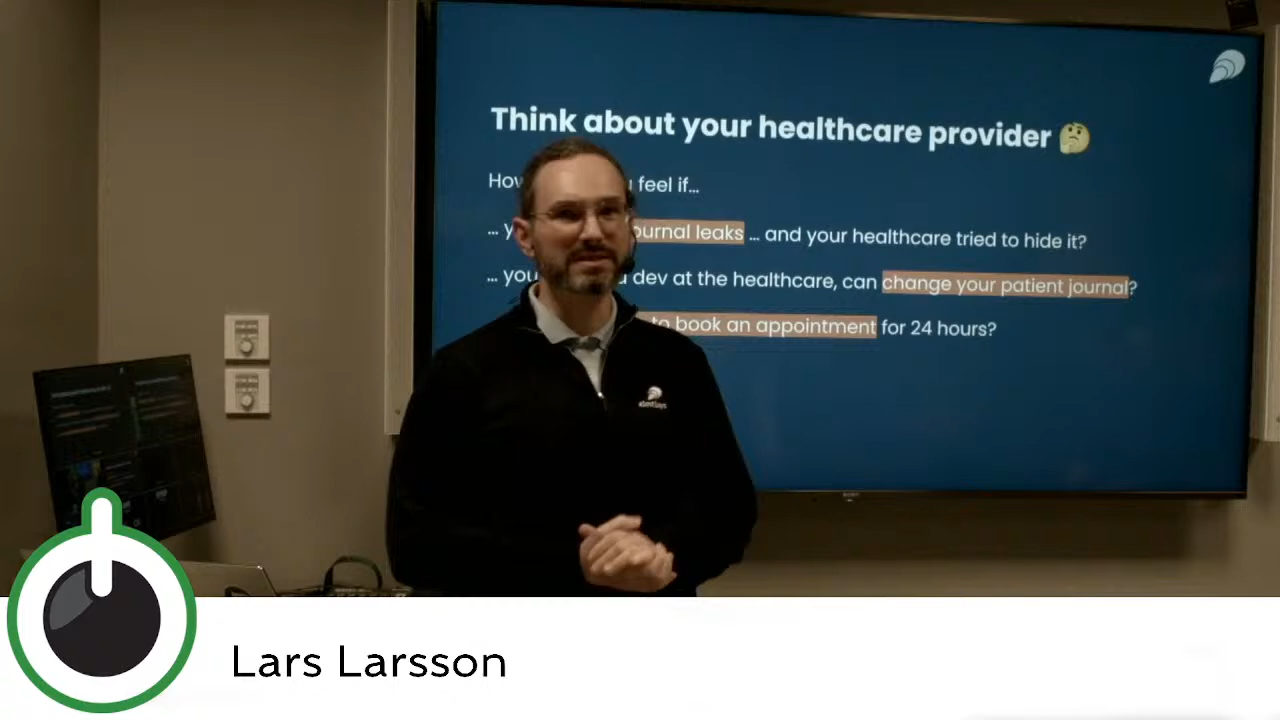 Think about your healthcare provider 🤔
How feel if...
... journal leaks ... and your healthcare tried to hide it?
... you dev at the healthcare, can change your patient journal?
to book an appointment for 24 hours?
Lars Larsson